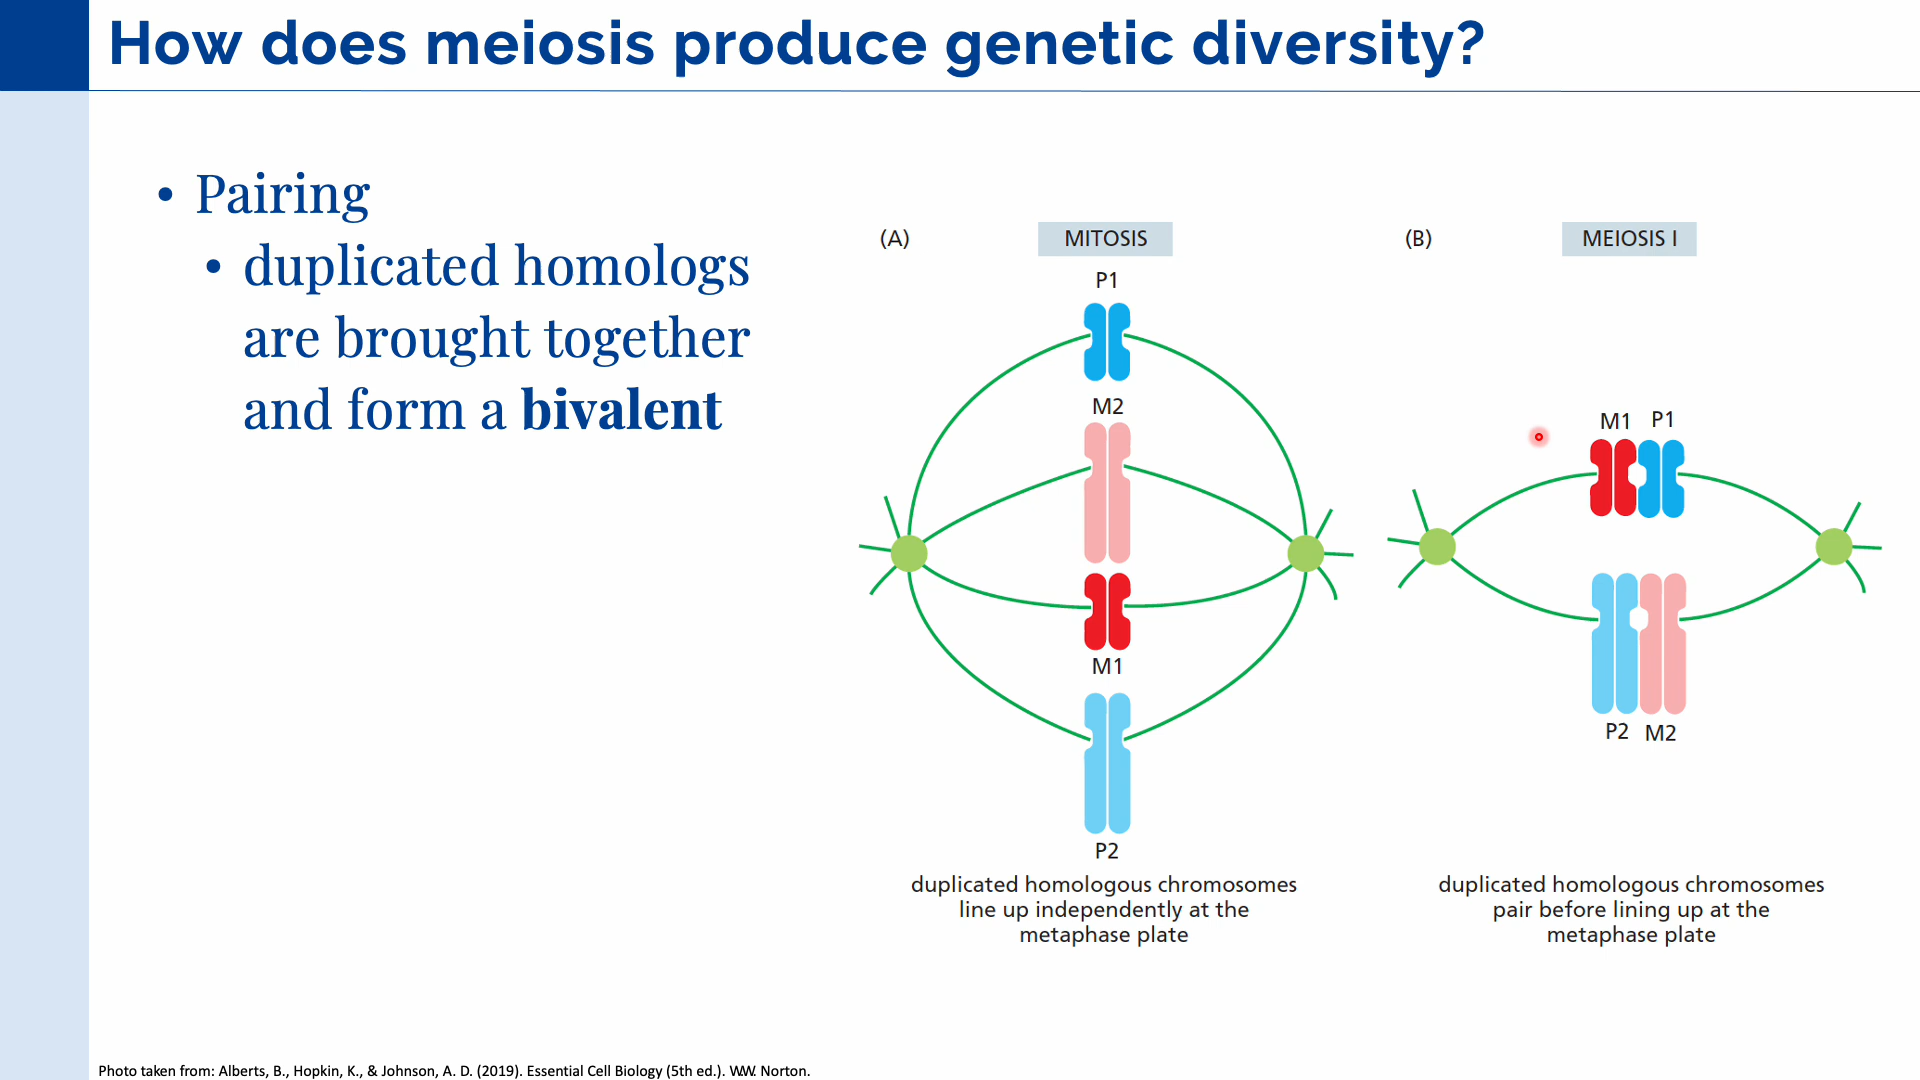 How does meiosis produce genetic diversity?
• Pairing
• duplicated homologs
are brought together
and form a bivalent
(A)
MITOSIS
P1
M2
M1
P2
duplicated homologous chromosomes
line up independently at the
metaphase plate
(B)
MEIOSIS I
M1 P1
P2 M2
duplicated homologous chromosomes
pair before lining up at the
metaphase plate
Photo taken from: Alberts, B., Hopkin, K., & Johnson, A. D. (2019). Essential Cell Biology (5th ed.). W.W. Norton.